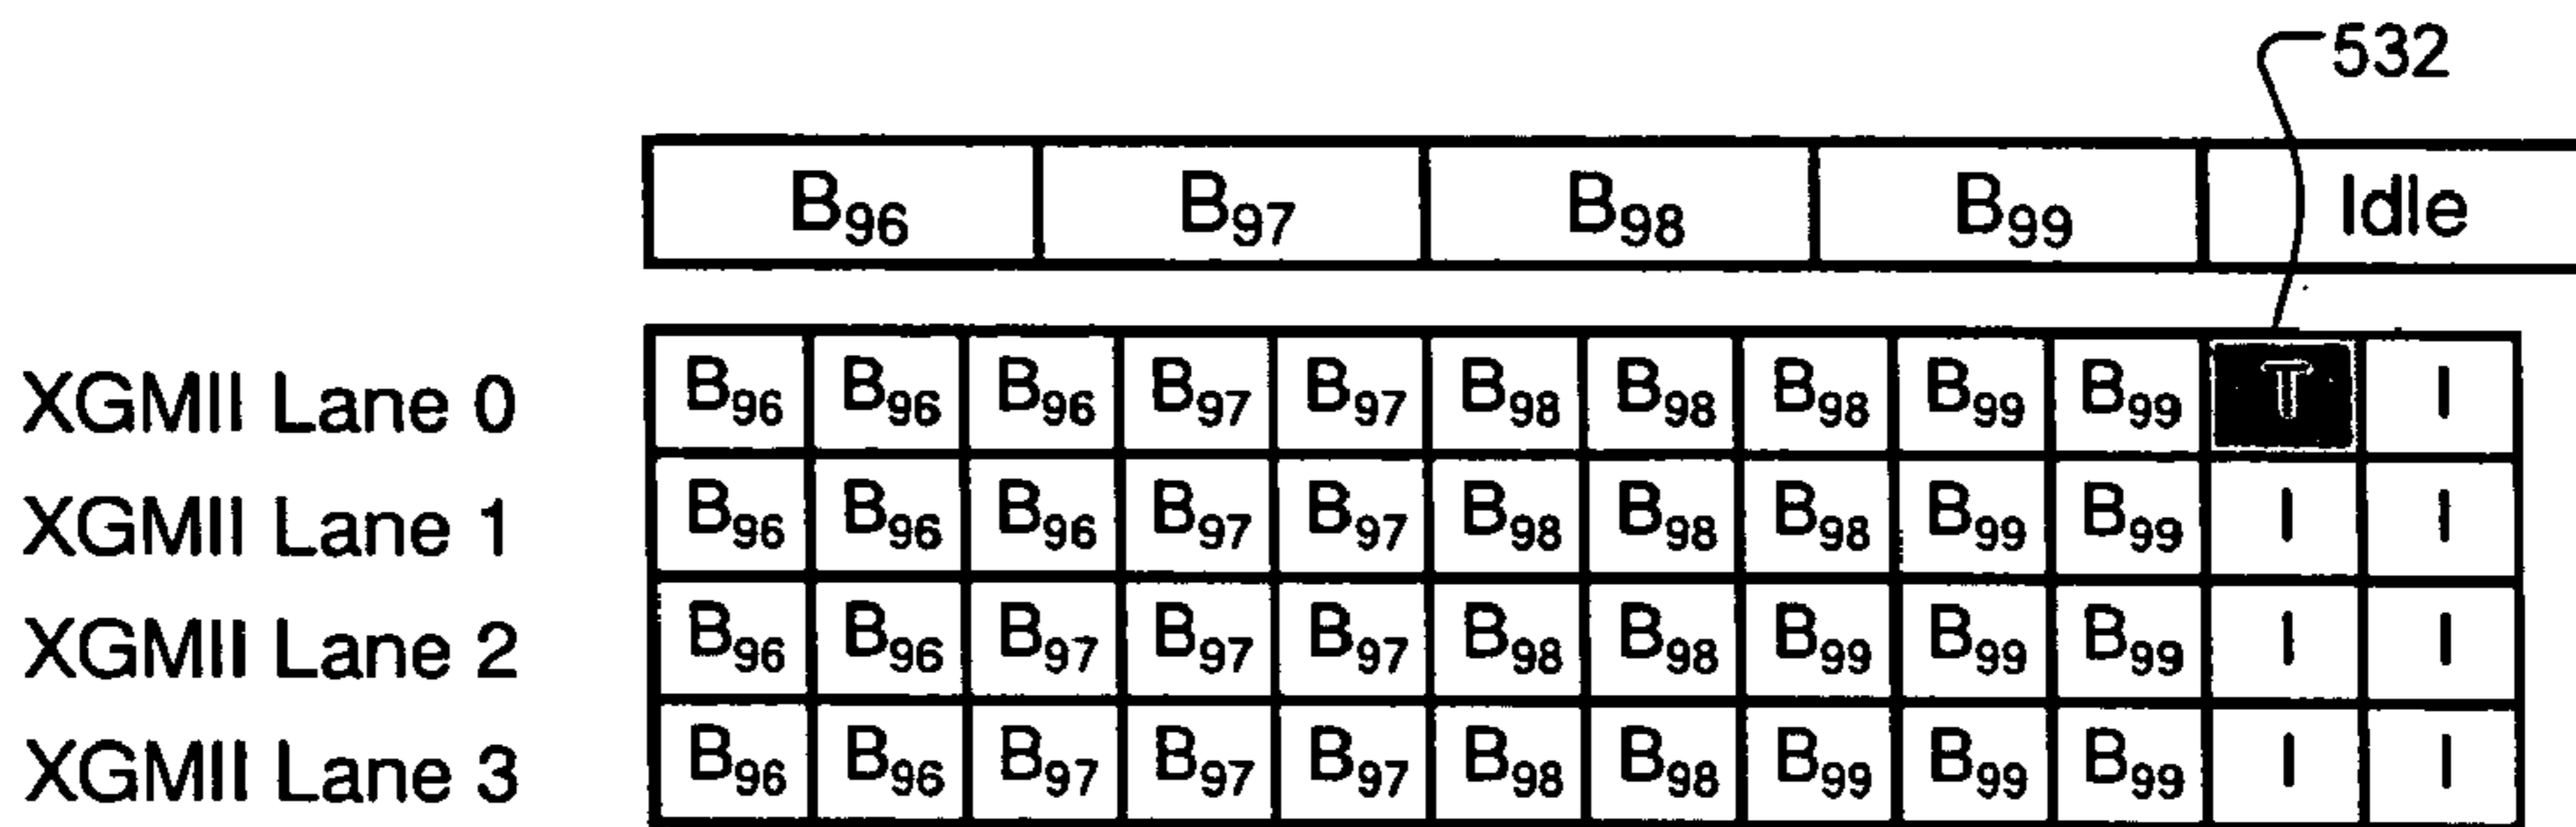 532
B96 B97 B98 B99 Idle
XGMII Lane 0 B96 B96 B96 B97 B97 B98 B98 B98 B99 B99 T I
XGMII Lane 1 B96 B96 B96 B97 B97 B98 B98 B98 B99 B99 I I
XGMII Lane 2 B96 B96 B97 B97 B97 B98 B98 B99 B99 B99 I I
XGMII Lane 3 B96 B96 B97 B97 B97 B98 B98 B99 B99 B99 I I